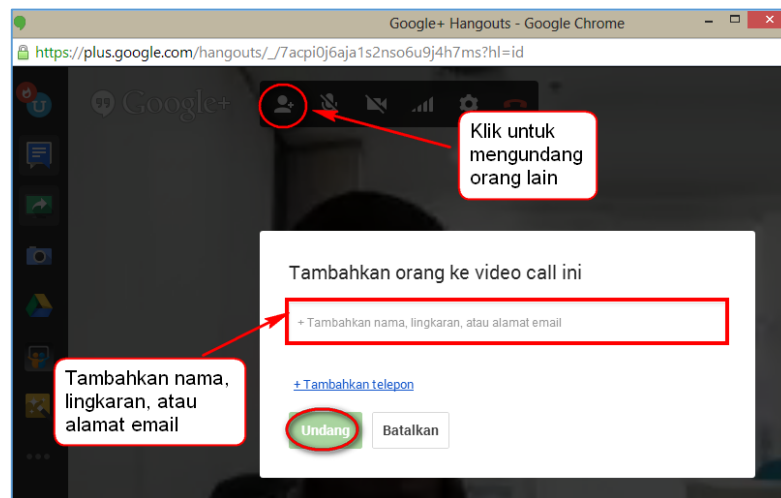 Google+ Hangouts - Google Chrome
https://plus.google.com/hangouts/_/7acpi0j6aja1s2nso6u9j4h7ms?hl=id
Google+
Klik untuk
mengundang
orang lain
Tambahkan orang ke video call ini
+ Tambahkan nama, lingkaran, atau alamat email
Tambahkan nama,
lingkaran, atau
alamat email
+ Tambahkan telepon
Undang
Batalkan